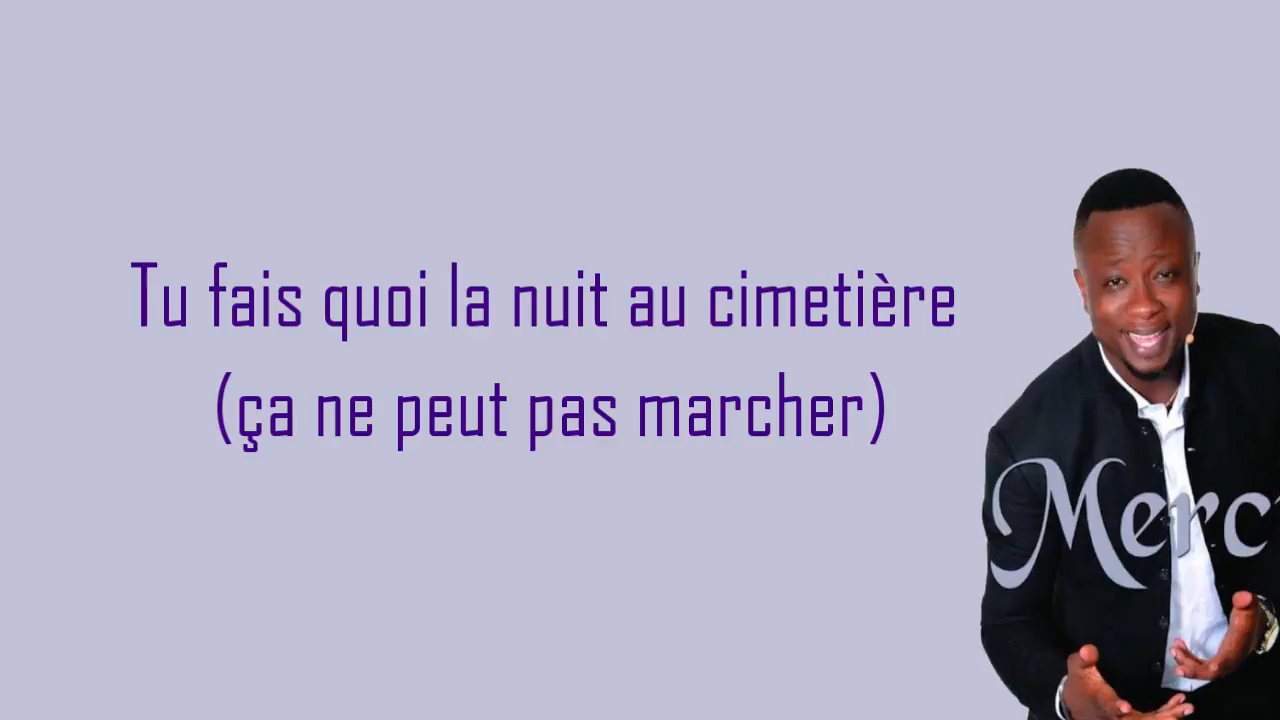 Tu fais quoi la nuit au cimetière
(ça ne peut pas marcher)
Merc